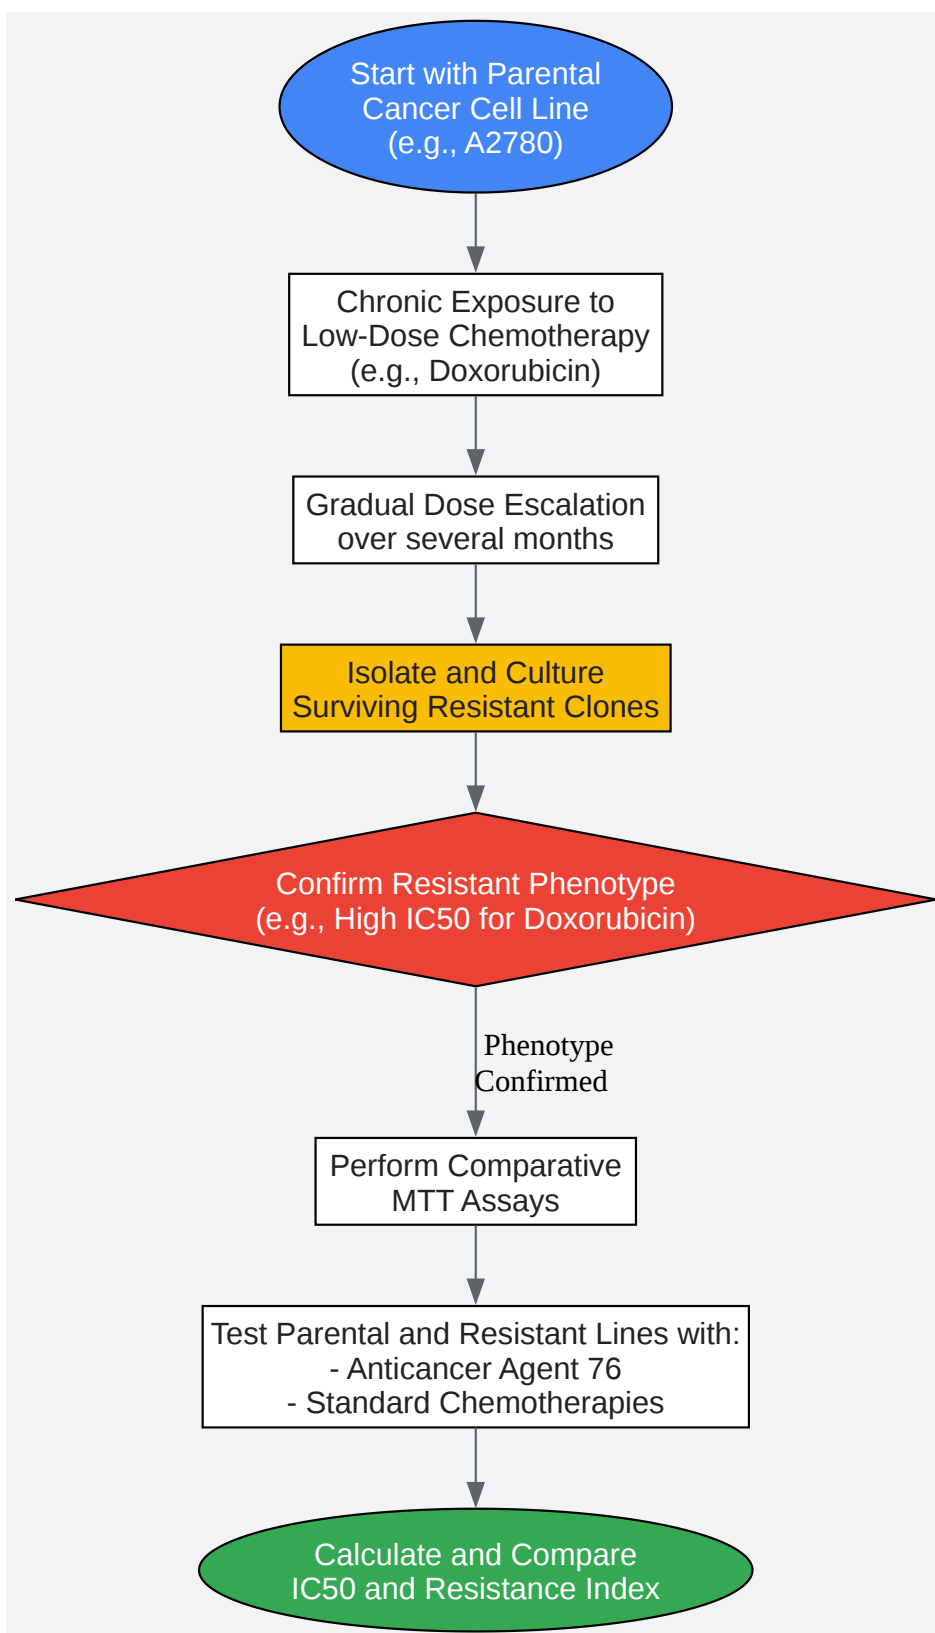 Start with Parental
Cancer Cell Line
(e.g., A2780)
Chronic Exposure to
Low-Dose Chemotherapy
(e.g., Doxorubicin)
Gradual Dose Escalation
over several months
Isolate and Culture
Surviving Resistant Clones
Confirm Resistant Phenotype
(e.g., High IC50 for Doxorubicin)
Phenotype
Confirmed
Perform Comparative
MTT Assays
Test Parental and Resistant Lines with:
- Anticancer Agent 76
- Standard Chemotherapies
Calculate and Compare
IC50 and Resistance Index